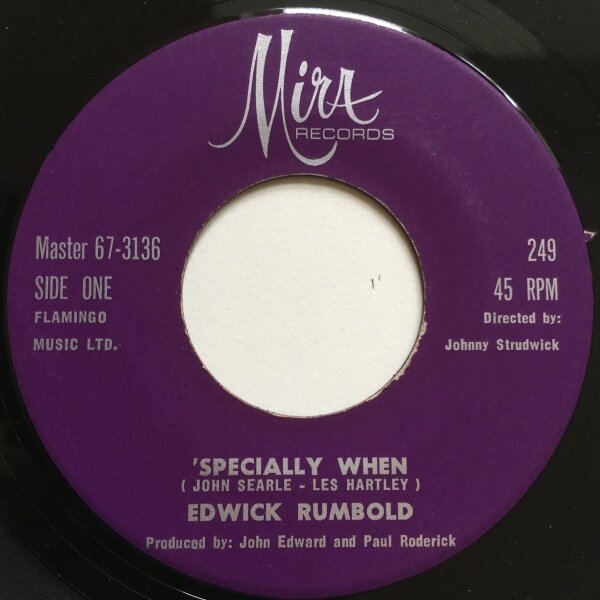 Mira
RECORDS
Master 67-3136
SIDE ONE
FLAMINGO
MUSIC LTD.
249
45 RPM
Directed by:
Johnny Strudwick
'SPECIALLY WHEN
( JOHN SEARLE - LES HARTLEY )
EDWICK RUMBOLD
Produced by: John Edward and Paul Roderick